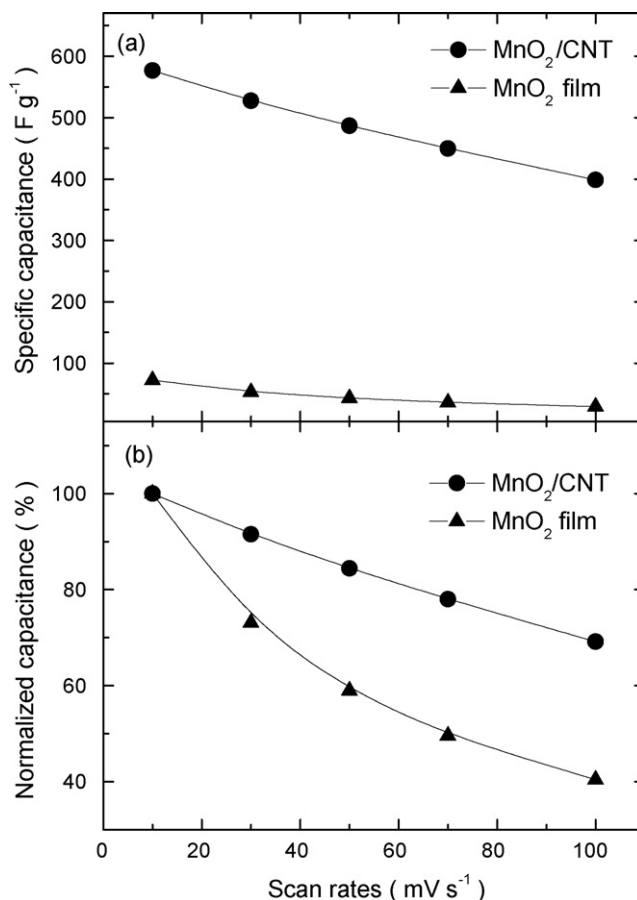 (a)
MnO2/CNT
MnO2 film
Specific capacitance ( F g-1 )
600
500
400
300
200
100
(b)
MnO2/CNT
MnO2 film
Normalized capacitance ( % )
100
80
60
40
0 20 40 60 80 100
Scan rates ( mV s-1 )